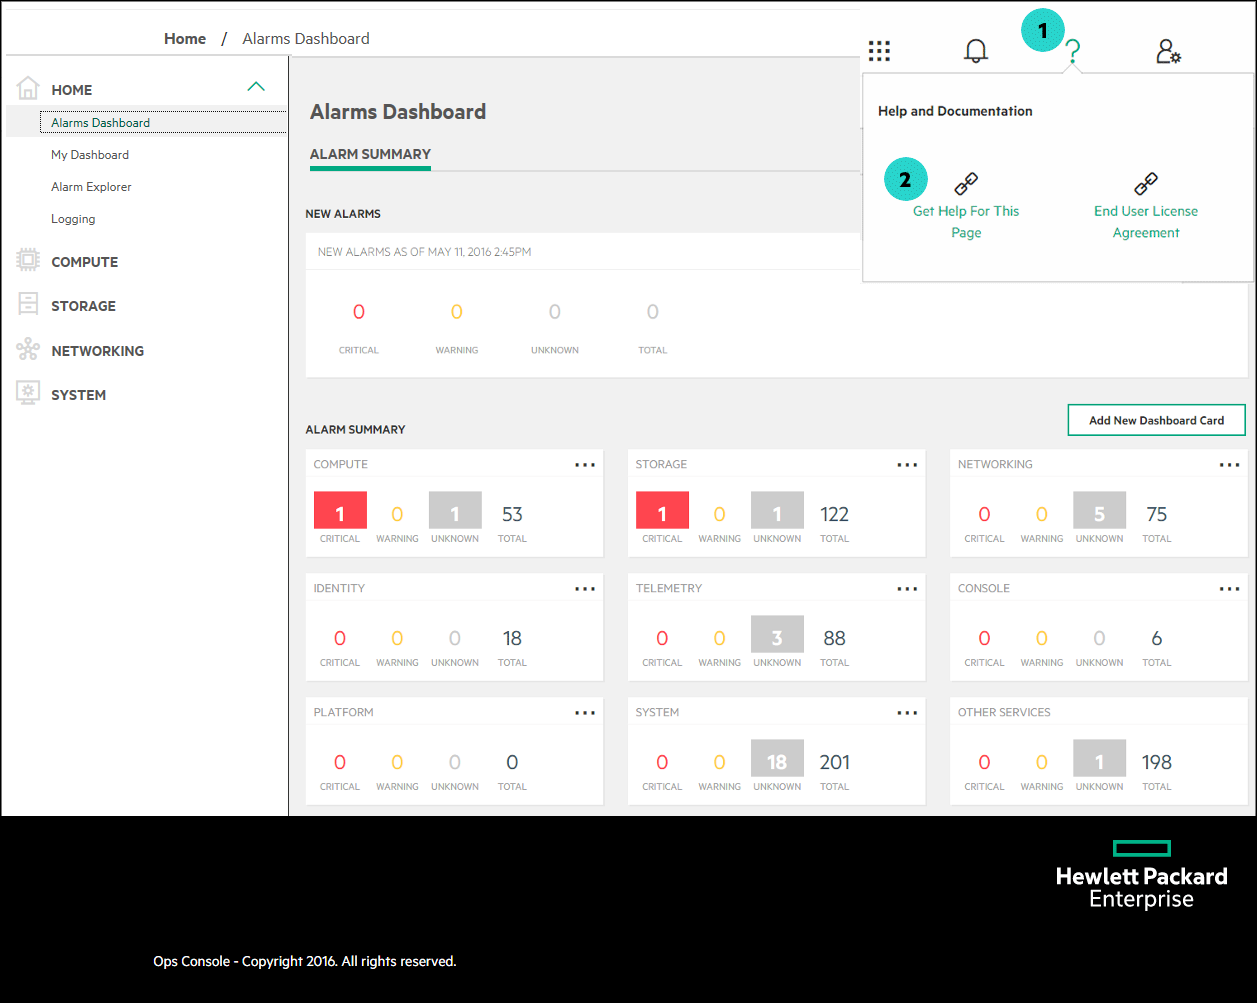 Home / Alarms Dashboard
1
?
HOME
Alarms Dashboard
My Dashboard
Alarm Explorer
Logging
COMPUTE
STORAGE
NETWORKING
SYSTEM
Help and Documentation
2
Get Help For This
Page
End User License
Agreement
Alarms Dashboard
ALARM SUMMARY
NEW ALARMS
NEW ALARMS AS OF MAY 11, 2016 2:45PM
0 0 0 0
CRITICAL WARNING UNKNOWN TOTAL
ALARM SUMMARY
Add New Dashboard Card
COMPUTE
1 0 1 53
CRITICAL WARNING UNKNOWN TOTAL
STORAGE
1 0 1 122
CRITICAL WARNING UNKNOWN TOTAL
NETWORKING
0 0 5 75
CRITICAL WARNING UNKNOWN TOTAL
IDENTITY
0 0 0 18
CRITICAL WARNING UNKNOWN TOTAL
TELEMETRY
0 0 3 88
CRITICAL WARNING UNKNOWN TOTAL
CONSOLE
0 0 0 6
CRITICAL WARNING UNKNOWN TOTAL
PLATFORM
0 0 0 0
CRITICAL WARNING UNKNOWN TOTAL
SYSTEM
0 0 18 201
CRITICAL WARNING UNKNOWN TOTAL
OTHER SERVICES
0 0 1 198
CRITICAL WARNING UNKNOWN TOTAL
Hewlett Packard
Enterprise
Ops Console - Copyright 2016. All rights reserved.